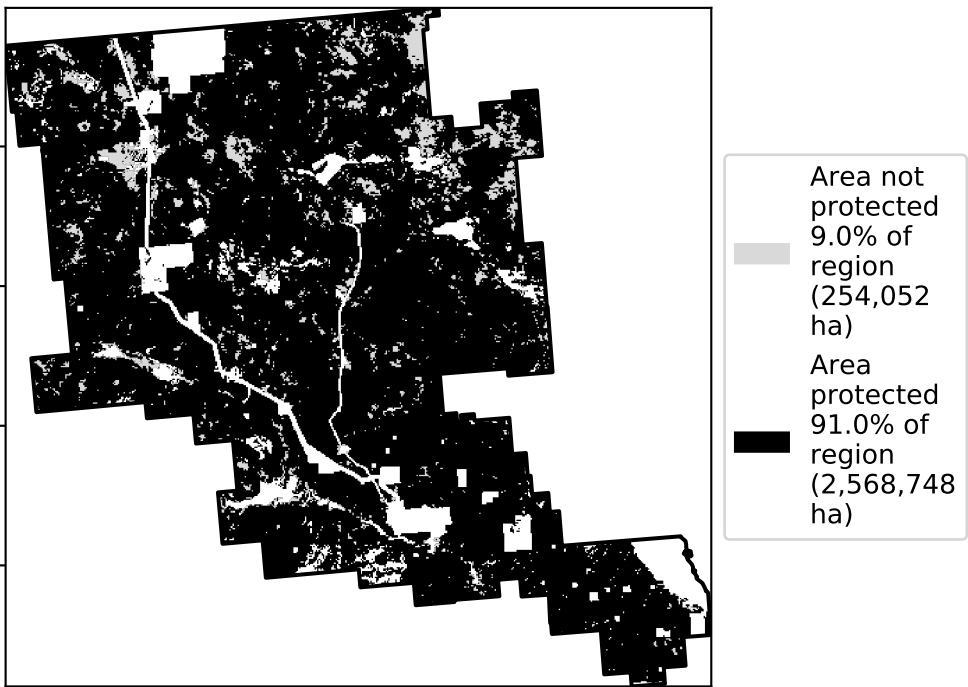 Area not
protected
9.0% of
region
(254,052
ha)
Area
protected
91.0% of
region
(2,568,748
ha)